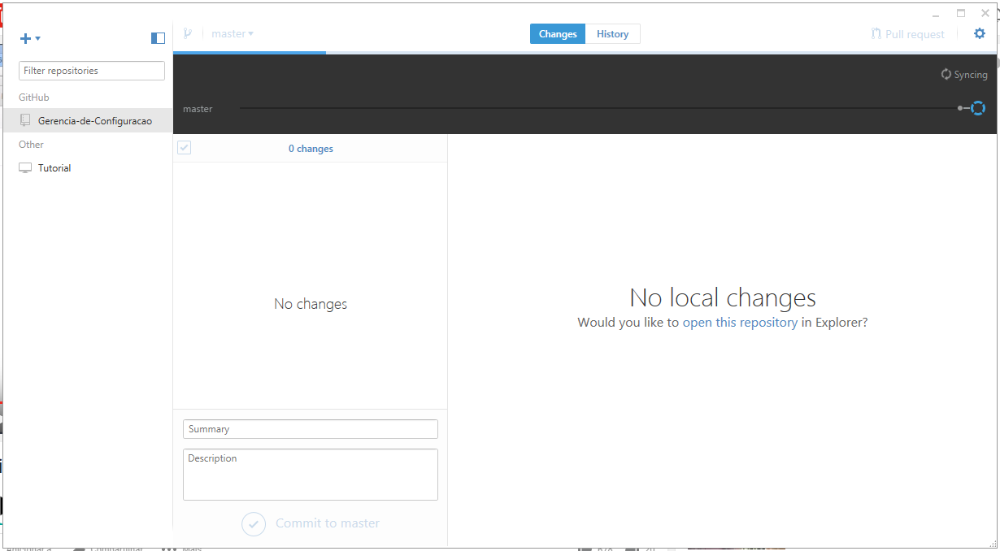 master
Changes
History
Pull request
Filter repositories
GitHub
Gerencia-de-Configuracao
Other
Tutorial
Syncing
master
0 changes
No changes
No local changes
Would you like to open this repository in Explorer?
Summary
Description
Commit to master